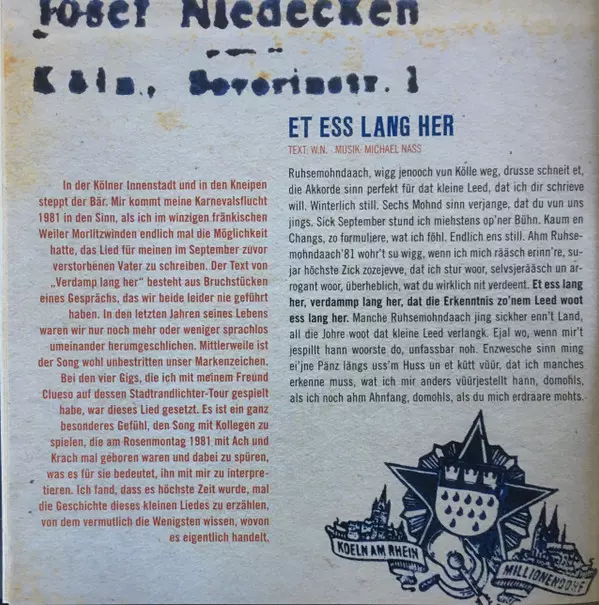 Josef Niedecken
Köln., Severinstr. 1
ET ESS LANG HER
TEXT: W.N. MUSIK: MICHAEL NASS
In der Kölner Innenstadt und in den Kneipen
steppt der Bär. Mir kommt meine Karnevalsflucht
1981 in den Sinn, als ich im winzigen fränkischen
Weiler Morlitzwinden endlich mal die Möglichkeit
hatte, das Lied für meinen im September zuvor
verstorbenen Vater zu schreiben. Der Text von
„Verdamp lang her" besteht aus Bruchstücken
eines Gesprächs, das wir beide leider nie geführt
haben. In den letzten Jahren seines Lebens
waren wir nur noch mehr oder weniger sprachlos
umeinander herumgeschlichen. Mittlerweile ist
der Song wohl unbestritten unser Markenzeichen.
Bei den vier Gigs, die ich mit meinem Freund
Clueso auf dessen Stadtrandlichter-Tour gespielt
habe, war dieses Lied gesetzt. Es ist ein ganz
besonderes Gefühl, den Song mit Kollegen zu
spielen, die am Rosenmontag 1981 mit Ach und
Krach mal geboren waren und dabei zu spüren,
was es für sie bedeutet, ihn mit mir zu interpre-
tieren. Ich fand, dass es höchste Zeit wurde, mal
die Geschichte dieses kleinen Liedes zu erzählen,
von dem vermutlich die Wenigsten wissen, wovon
es eigentlich handelt.
Ruhsemohndaach, wigg jenooch vun Kölle weg, drusse schneit et,
die Akkorde sinn perfekt für dat kleine Leed, dat ich dir schrieve
will. Winterlich still. Sechs Mohnd sinn verjange, dat du vun uns
jings. Sick September stund ich miehstens op'ner Bühn. Kaum en
Changs, zo formuliere, wat ich föhl. Endlich ens still. Ahm Ruhse-
mohndaach'81 wohr't su wigg, wenn ich mich rääsch erinn're, su-
jar höchste Zick zozejevve, dat ich stur woor, selvsjerääsch un ar-
rogant woor, überheblich, wat du wirklich nit verdeent. Et ess lang
her, verdammp lang her, dat die Erkenntnis zo'nem Leed woot
ess lang her. Manche Ruhsemohndaach jing sickher enn't Land,
all die Johre woot dat kleine Leed verlangk. Ejal wo, wenn mir't
jespillt hann woorste do, unfassbar noh. Enzwesche sinn ming
ei'jne Pänz längs uss'm Huss un et kütt vüür, dat ich manches
erkenne muss, wat ich mir anders vüürjestellt hann, domohls,
als ich noh ahm Ahnfang, domohls, als du mich erdraare mohts.
KOELN AM RHEIN
MILLIONENDORF